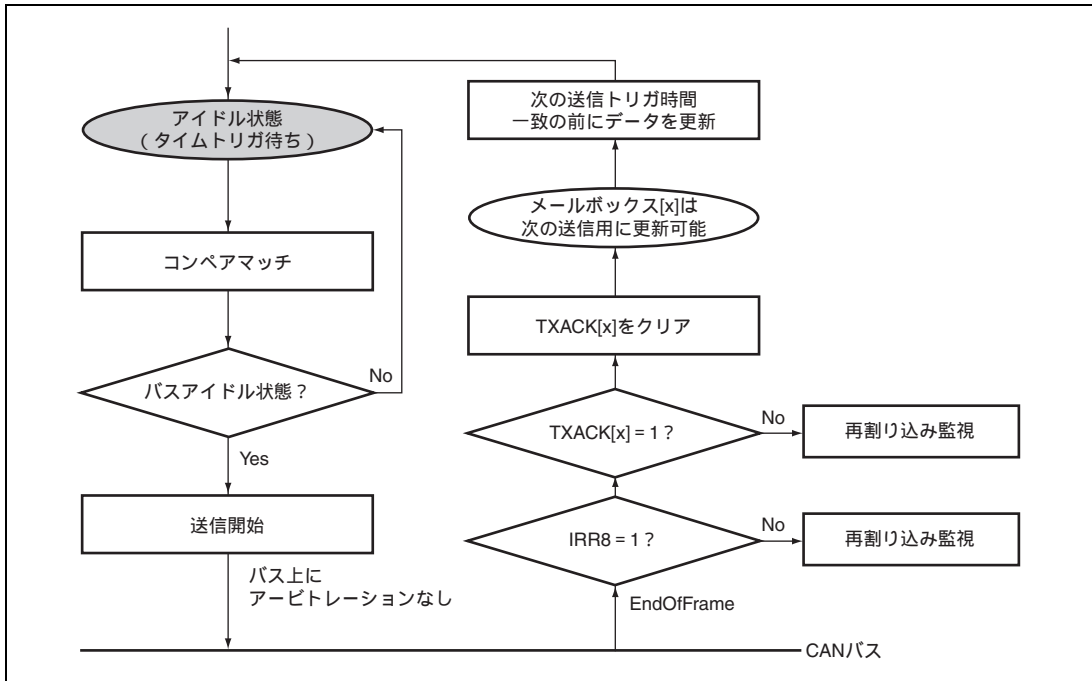 アイドル状態
（タイムトリガ待ち）
コンペアマッチ
バスアイドル状態？
No
Yes
送信開始
バス上に
アービトレーションなし
次の送信トリガ時間
一致の前にデータを更新
メールボックス[x]は
次の送信用に更新可能
TXACK[x]をクリア
TXACK[x] = 1？
No
再割り込み監視
IRR8 = 1？
No
再割り込み監視
EndOfFrame
CANバス